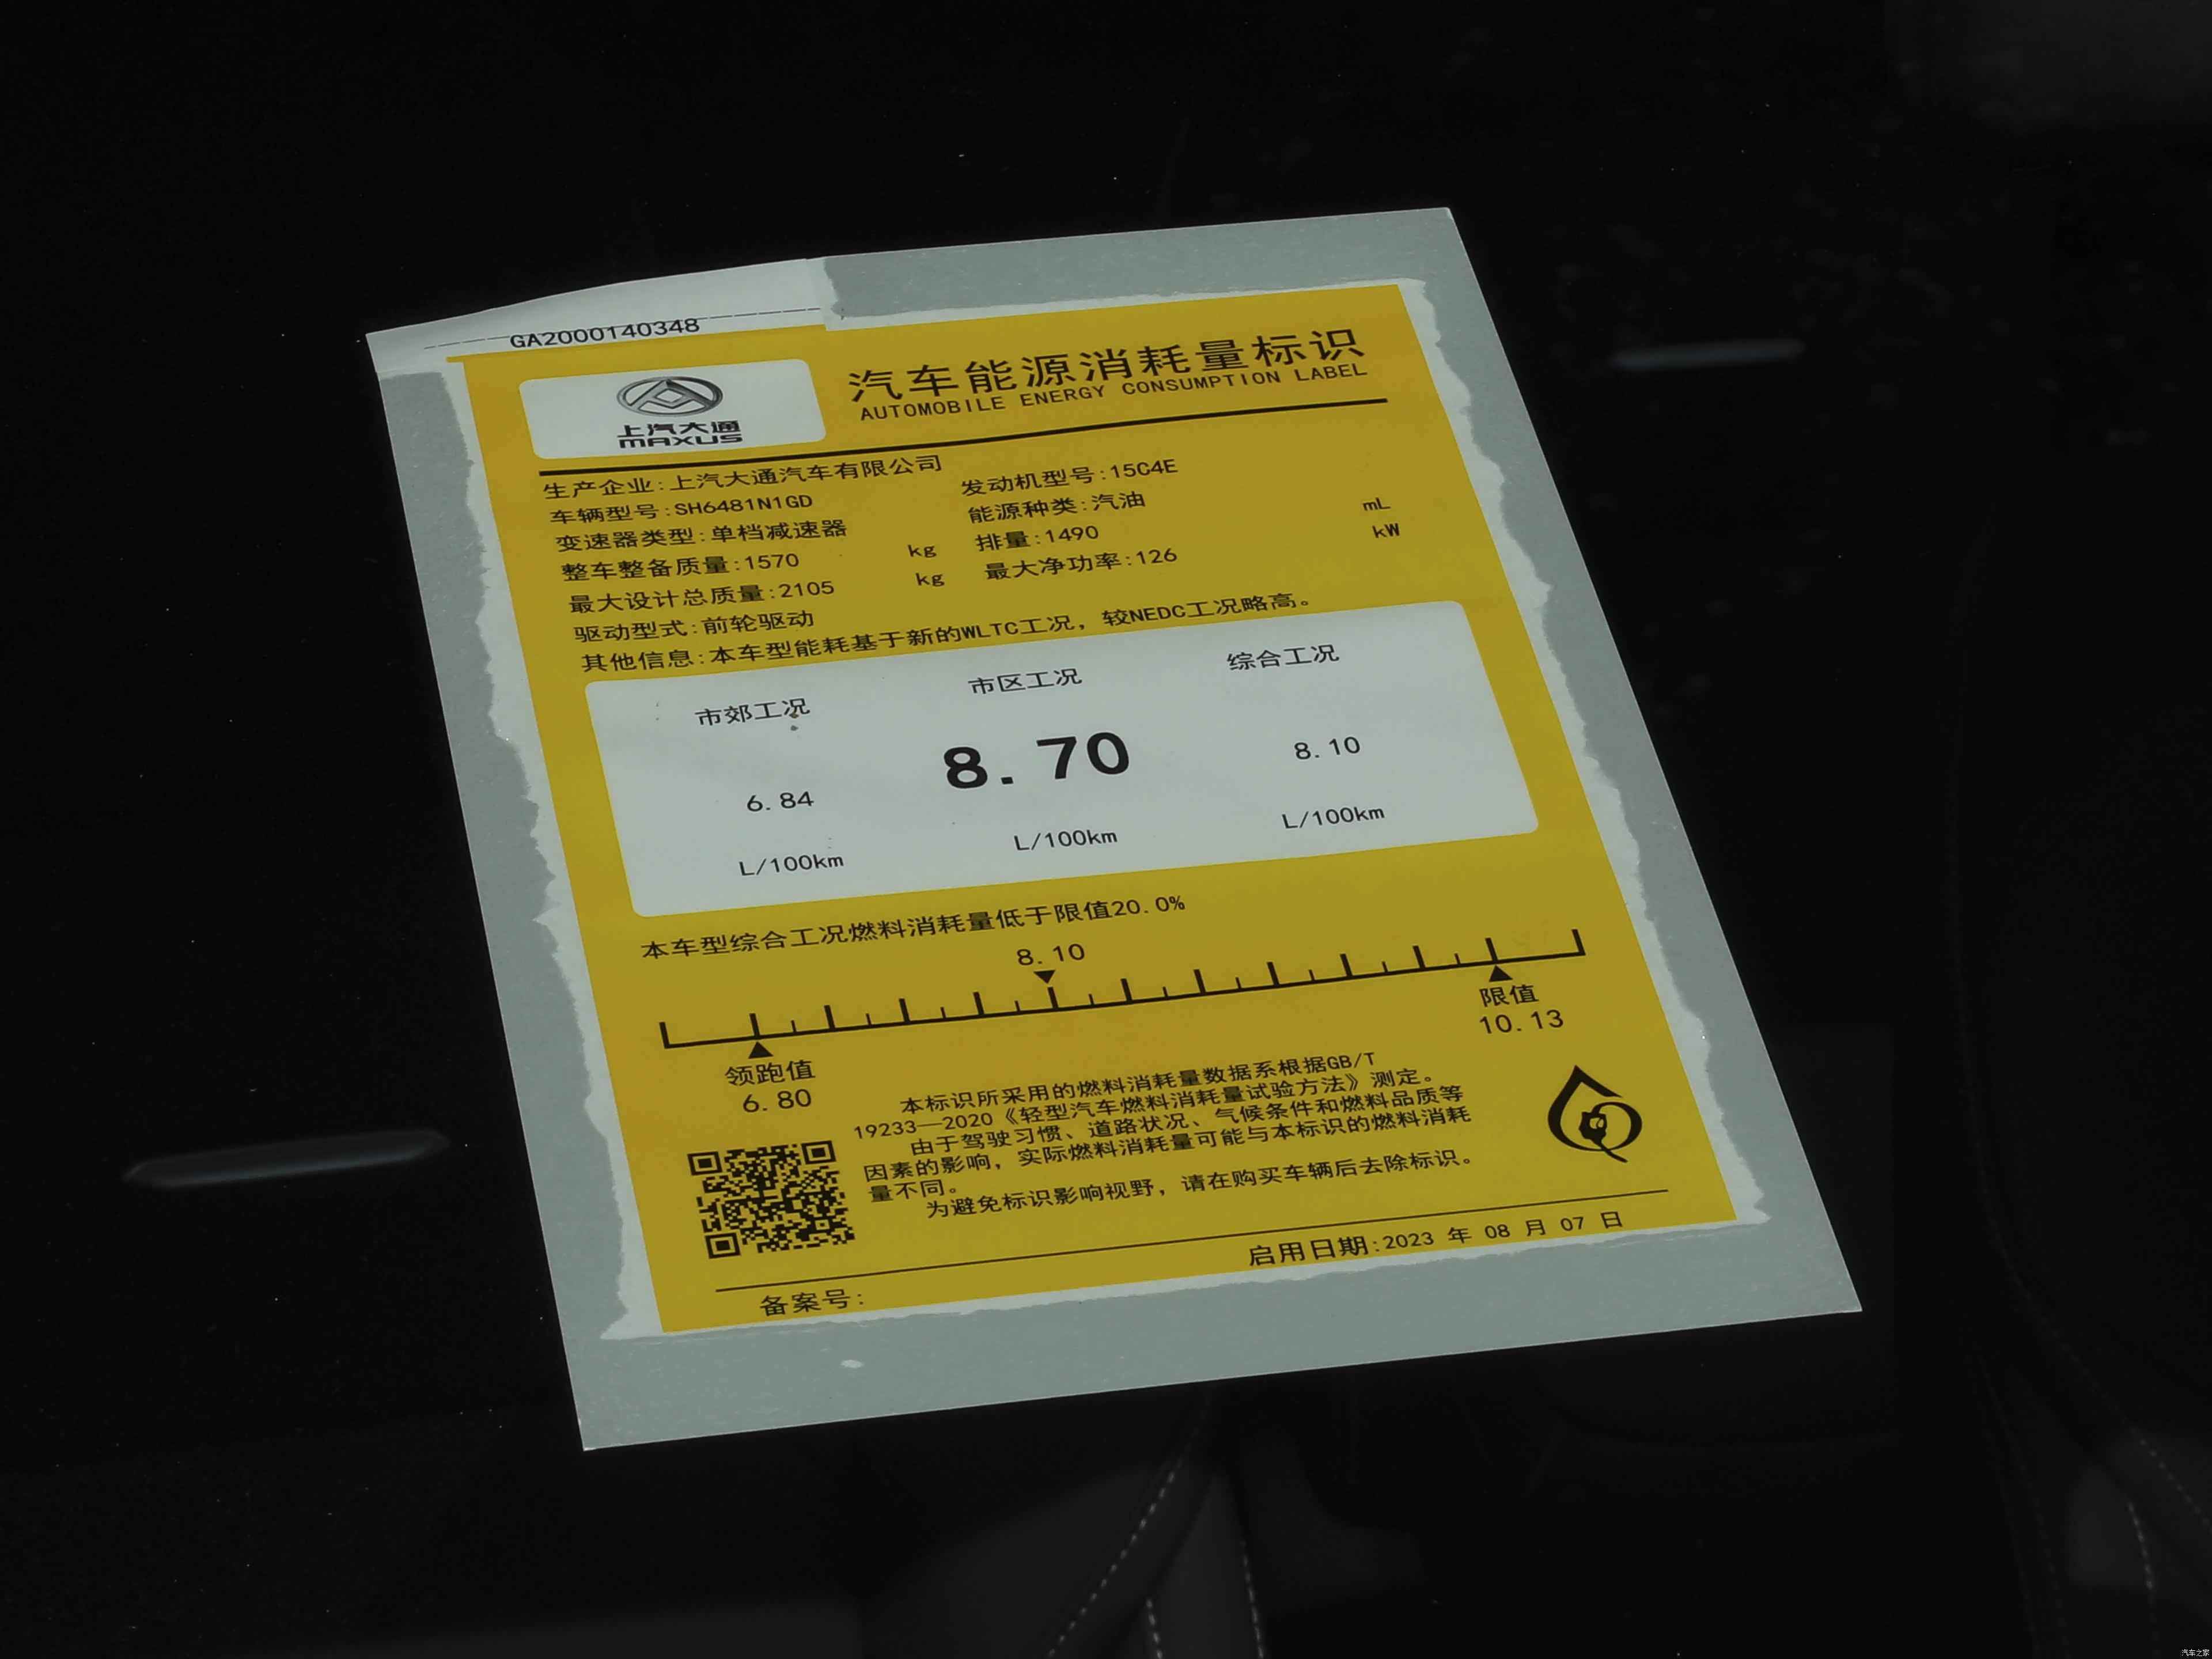 GA2000140348
上汽大通
MAXUS
汽车能源消耗量标识
AUTOMOBILE ENERGY CONSUMPTION LABEL
生产企业:上汽大通汽车有限公司
发动机型号:15C4E
车辆型号:SH6481N1GD
能源种类:汽油
变速器类型:单档减速器
排量:1490 mL
整车整备质量:1570 kg
最大净功率:126 kW
最大设计总质量:2105 kg
驱动型式:前轮驱动
其他信息:本车型能耗基于新的WLTC工况，较NEDC工况略高。
市郊工况 市区工况 综合工况
6.84 8.70 8.10
L/100km L/100km L/100km
本车型综合工况燃料消耗量低于限值20.0%
8.10
领跑值
6.80
限值
10.13
本标识所采用的燃料消耗量数据系根据GB/T
19233—2020《轻型汽车燃料消耗量试验方法》测定。
由于驾驶习惯、道路状况、气候条件和燃料品质等
因素的影响，实际燃料消耗量可能与本标识的燃料消耗
量不同。
为避免标识影响视野，请在购买车辆后去除标识。
备案号:
启用日期:2023 年 08 月 07 日
汽车之家